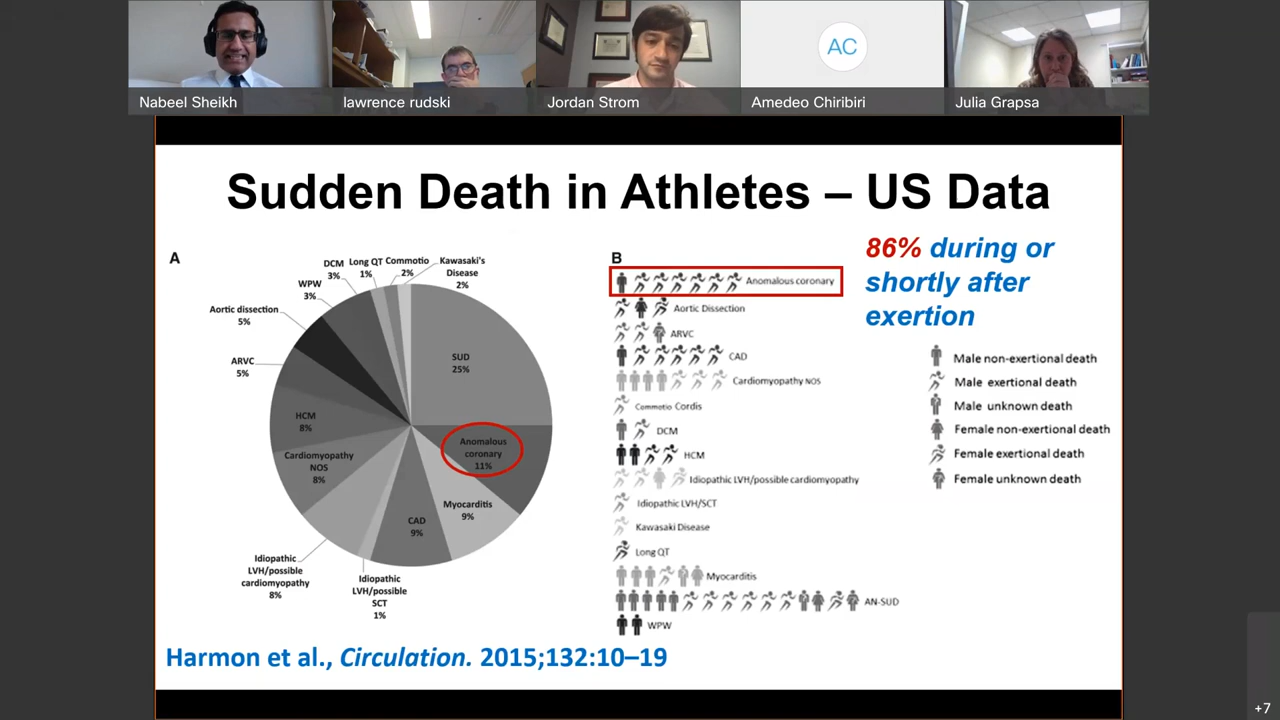 AC
Nabeel Sheikh
lawrence rudski
Jordan Strom
Amedeo Chiribiri
Julia Grapsa
Sudden Death in Athletes – US Data
A
DCM
3%
Long QT
1%
Commotio
2%
Kawasaki's
Disease
2%
WPW
3%
Aortic dissection
5%
ARVC
5%
HCM
8%
Cardiomyopathy
NOS
8%
Idiopathic
LVH/possible
cardiomyopathy
8%
Idiopathic
LVH/possible
SCT
1%
CAD
9%
Myocarditis
9%
Anomalous
coronary
11%
SUD
25%
B
Anomalous coronary
Aortic Dissection
ARVC
CAD
Cardiomyopathy NOS
Commotio Cordis
DCM
HCM
Idiopathic LVH/possible cardiomyopathy
Idiopathic LVH/SCT
Kawasaki Disease
Long QT
Myocarditis
AN-SUD
WPW
86% during or
shortly after
exertion
Male non-exertional death
Male exertional death
Male unknown death
Female non-exertional death
Female exertional death
Female unknown death
Harmon et al., Circulation. 2015;132:10–19
+7